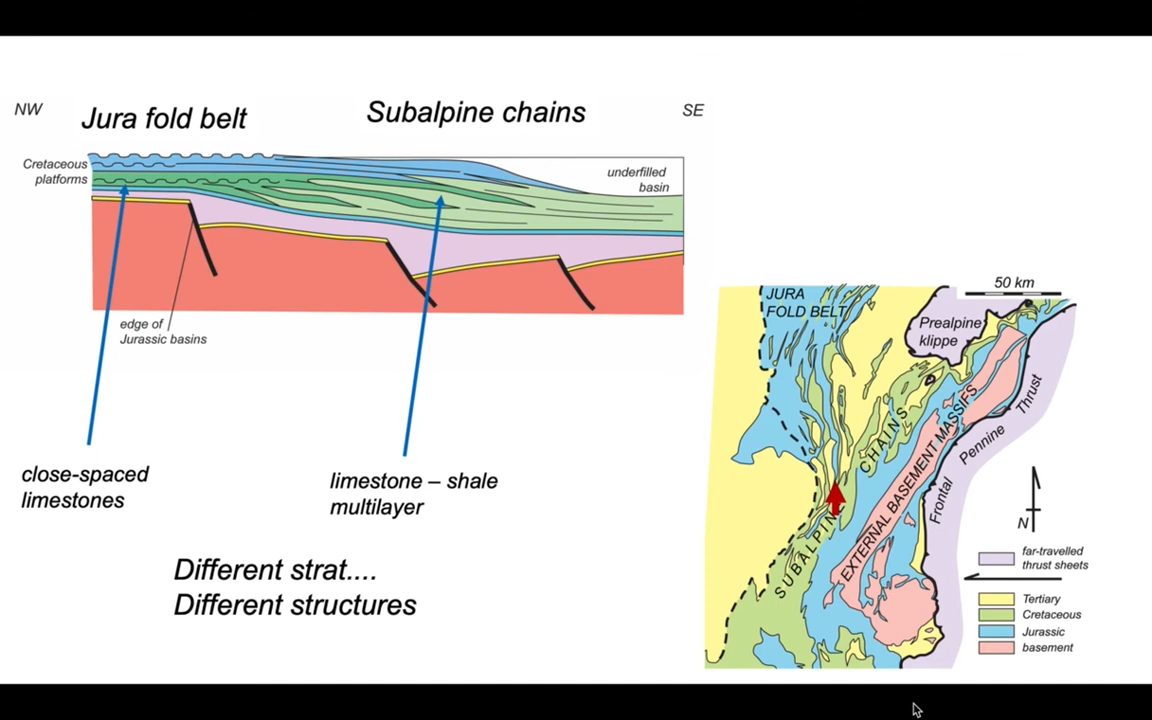 NW
Jura fold belt
Subalpine chains
SE
Cretaceous
platforms
underfilled
basin
edge of
Jurassic basins
close-spaced
limestones
limestone – shale
multilayer
Different strat....
Different structures
50 km
JURA
FOLD BELT
Prealpine
klippe
SUBALPINE CHAINS
EXTERNAL BASEMENT MASSIFS
Frontal Pennine Thrust
N
far-travelled
thrust sheets
Tertiary
Cretaceous
Jurassic
basement